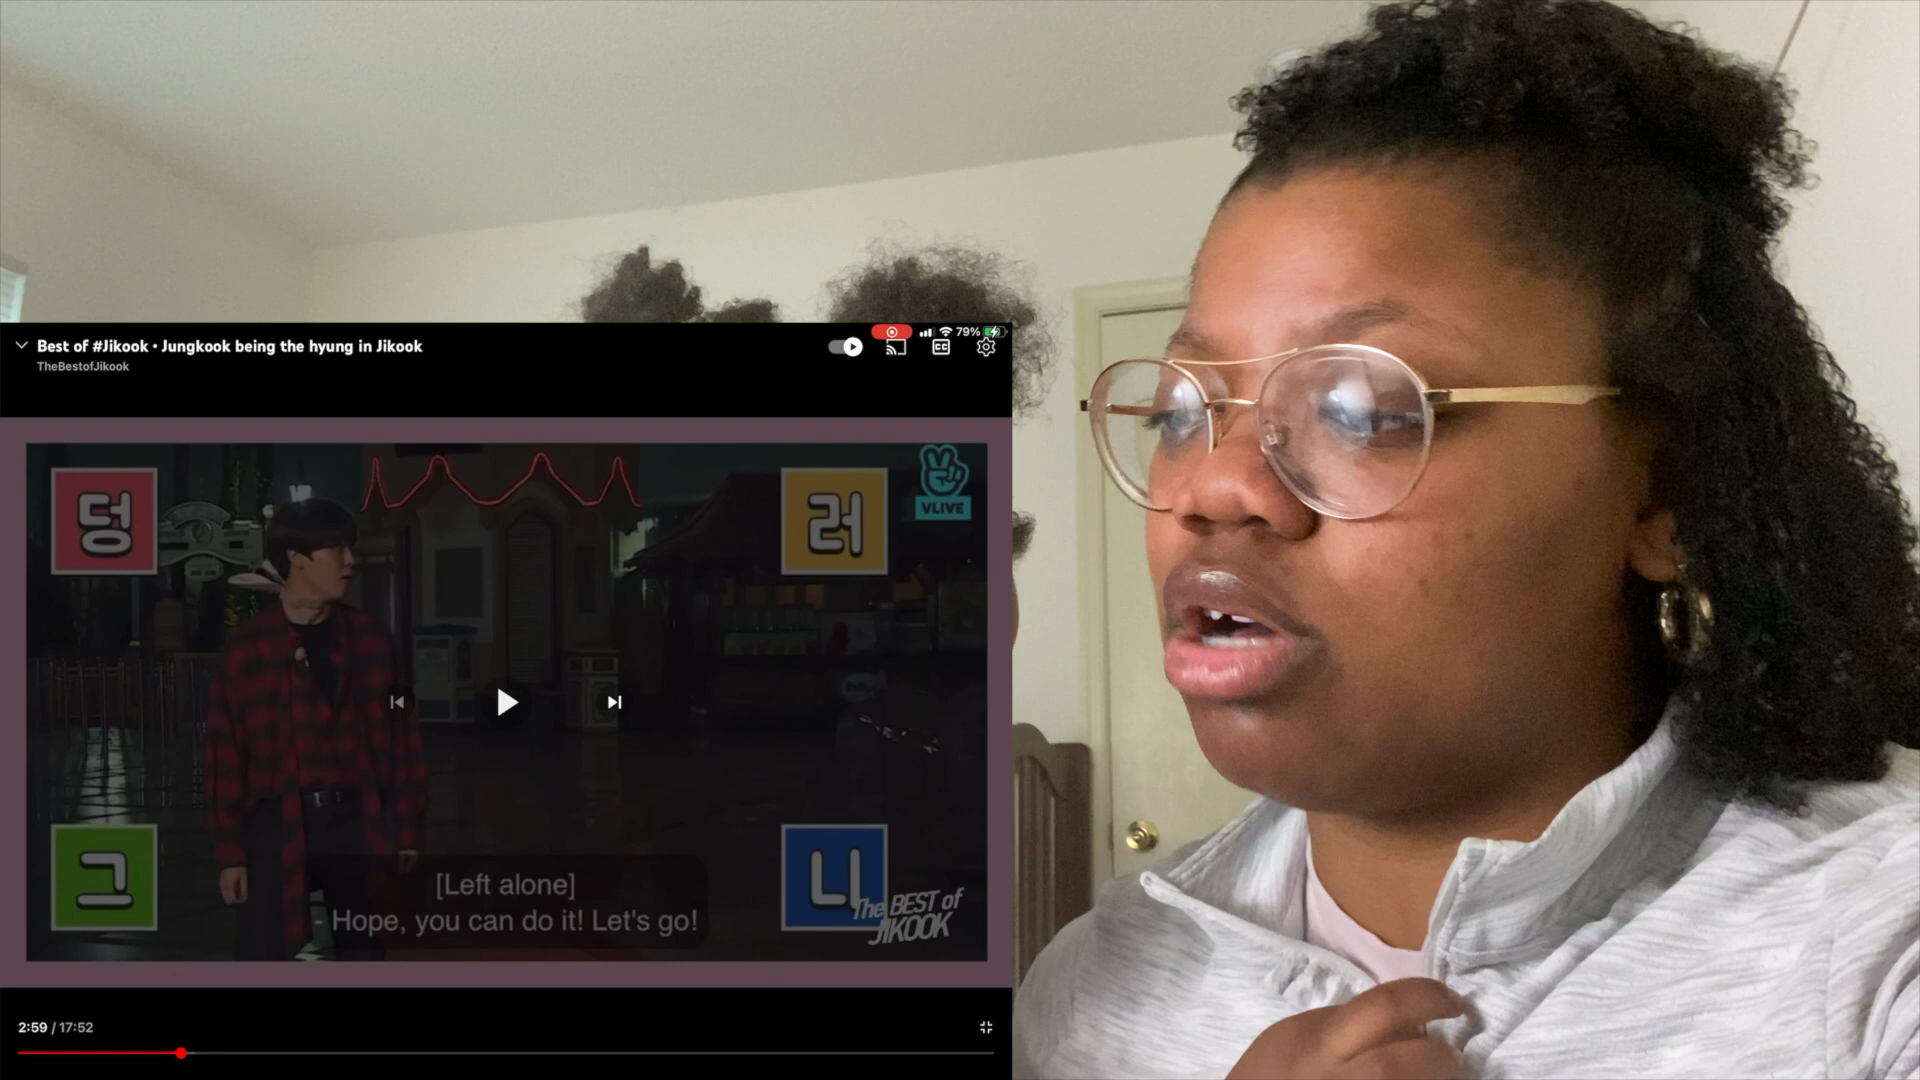 Best of #Jikook • Jungkook being the hyung in Jikook
TheBestofJikook
79%
CC
덩
러
VLIVE
그
니
[Left alone]
- Hope, you can do it! Let's go!
The BEST of
JIKOOK
2:59 / 17:52